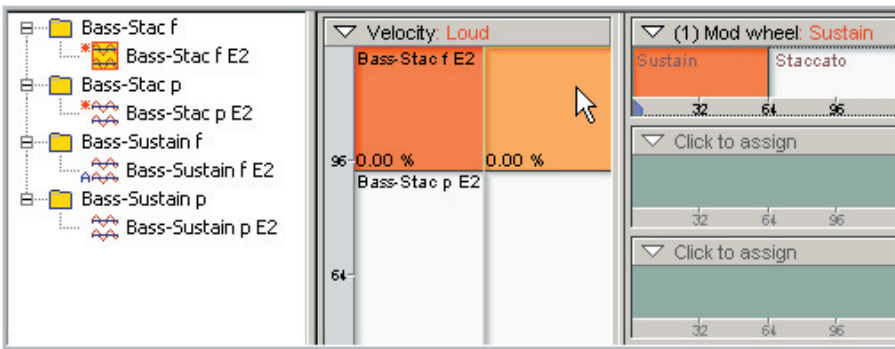 Bass-Stac f
Bass-Stac f E2
Bass-Stac p
Bass-Stac p E2
Bass-Sustain f
A Bass-Sustain f E2
Bass-Sustain p
Bass-Sustain p E2
Velocity: Loud
Bass-Stac f E2
96 0.00 % 0.00 %
Bass-Stac p E2
64
(1) Mod wheel: Sustain
Sustain Staccato
32 64 96
Click to assign
32 64 96
Click to assign
32 64 96